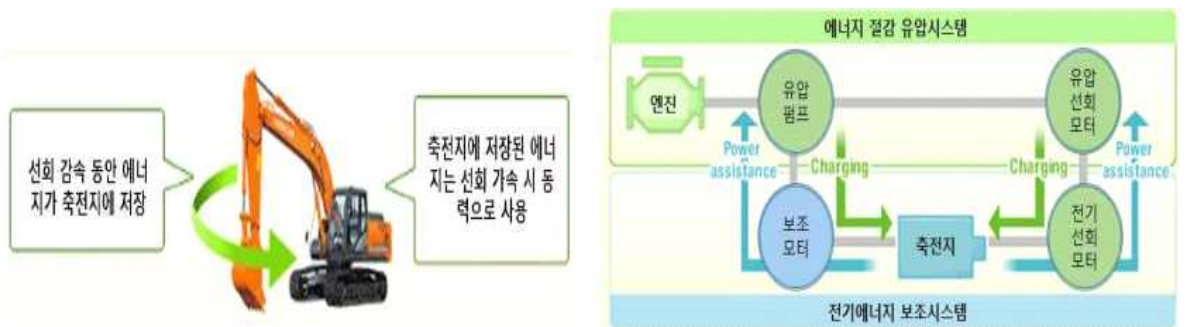 선회 감속 동안 에너
지가 축전지에 저장
축전지에 저장된 에너
지는 선회 가속 시 동
력으로 사용
에너지 절감 유압시스템
엔진
유압
펌프
유압
선회
모터
Power
assistance
Charging
Charging
Power
assistance
보조
모터
축전지
전기
선회
모터
전기에너지 보조시스템